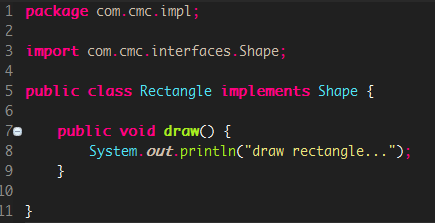 1 package com.cmc.impl;
2
3 import com.cmc.interfaces.Shape;
4
5 public class Rectangle implements Shape {
6
7 public void draw() {
8 System.out.println("draw rectangle...");
9 }
10
11 }